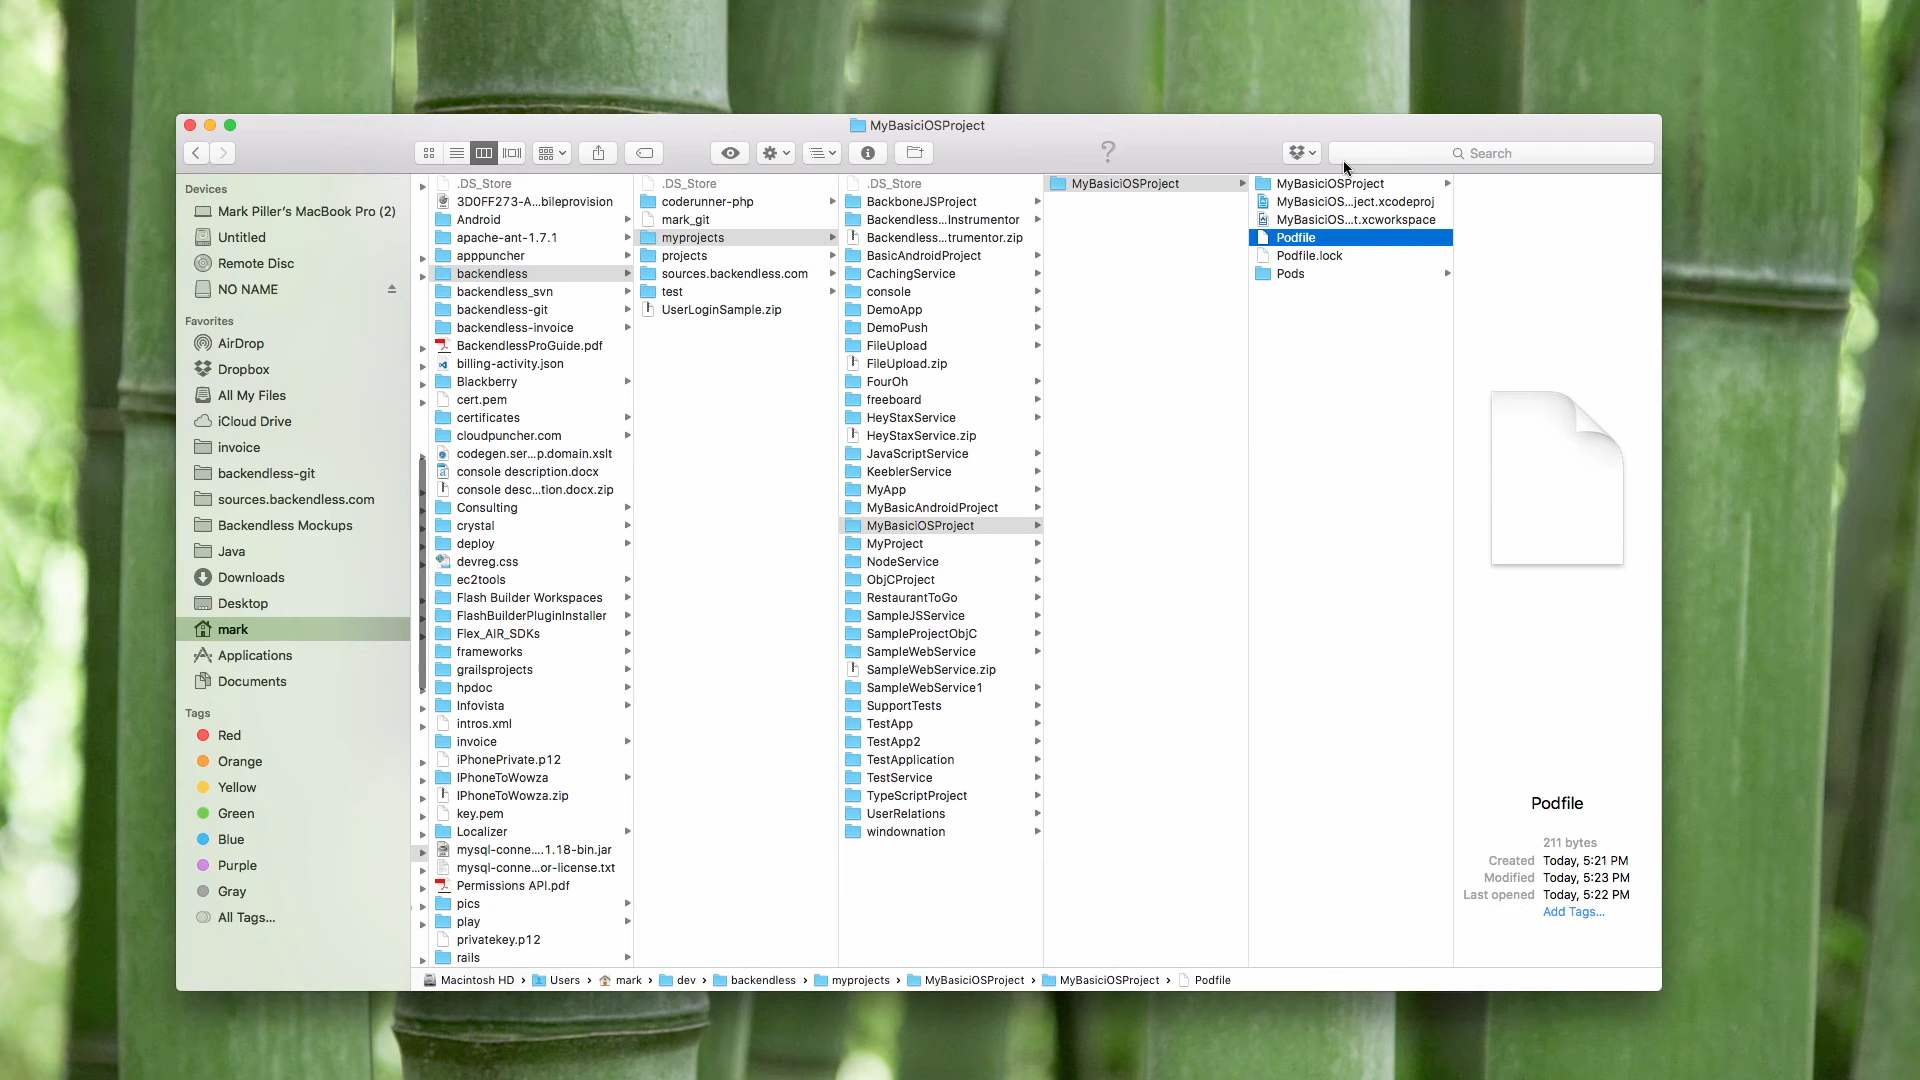 MyBasiciOSProject
?
Search
Devices
Mark Piller's MacBook Pro (2)
Untitled
Remote Disc
NO NAME
Favorites
AirDrop
Dropbox
All My Files
iCloud Drive
invoice
backendless-git
sources.backendless.com
Backendless Mockups
Java
Downloads
Desktop
mark
Applications
Documents
Tags
Red
Orange
Yellow
Green
Blue
Purple
Gray
All Tags...
.DS_Store
3D0FF273-A...bileprovision
Android
apache-ant-1.7.1
apppuncher
backendless
backendless_svn
backendless-git
backendless-invoice
BackendlessProGuide.pdf
billing-activity.json
Blackberry
cert.pem
certificates
cloudpuncher.com
codegen.ser...p.domain.xslt
console description.docx
console desc...tion.docx.zip
Consulting
crystal
deploy
devreg.css
ec2tools
Flash Builder Workspaces
FlashBuilderPluginInstaller
Flex_AIR_SDKs
frameworks
grailsprojects
hpdoc
Infovista
intros.xml
invoice
iPhonePrivate.p12
IPhoneToWowza
IPhoneToWowza.zip
key.pem
Localizer
mysql-conne....1.18-bin.jar
mysql-conne...or-license.txt
Permissions API.pdf
pics
play
privatekey.p12
rails
.DS_Store
coderunner-php
mark_git
myprojects
projects
sources.backendless.com
test
UserLoginSample.zip
.DS_Store
BackboneJSProject
Backendless...Instrumentor
Backendless...trumentor.zip
BasicAndroidProject
CachingService
console
DemoApp
DemoPush
FileUpload
FileUpload.zip
FourOh
freeboard
HeyStaxService
HeyStaxService.zip
JavaScriptService
KeeblerService
MyApp
MyBasicAndroidProject
MyBasiciOSProject
MyProject
NodeService
ObjCProject
RestaurantToGo
SampleJSService
SampleProjectObjC
SampleWebService
SampleWebService.zip
SampleWebService1
SupportTests
TestApp
TestApp2
TestApplication
TestService
TypeScriptProject
UserRelations
windownation
MyBasiciOSProject
MyBasiciOSProject
MyBasiciOS...ject.xcodeproj
MyBasiciOS...t.xcworkspace
Podfile
Podfile.lock
Pods
Podfile
211 bytes
Created Today, 5:21 PM
Modified Today, 5:23 PM
Last opened Today, 5:22 PM
Add Tags...
Macintosh HD › Users › mark › dev › backendless › myprojects › MyBasiciOSProject › MyBasiciOSProject › Podfile